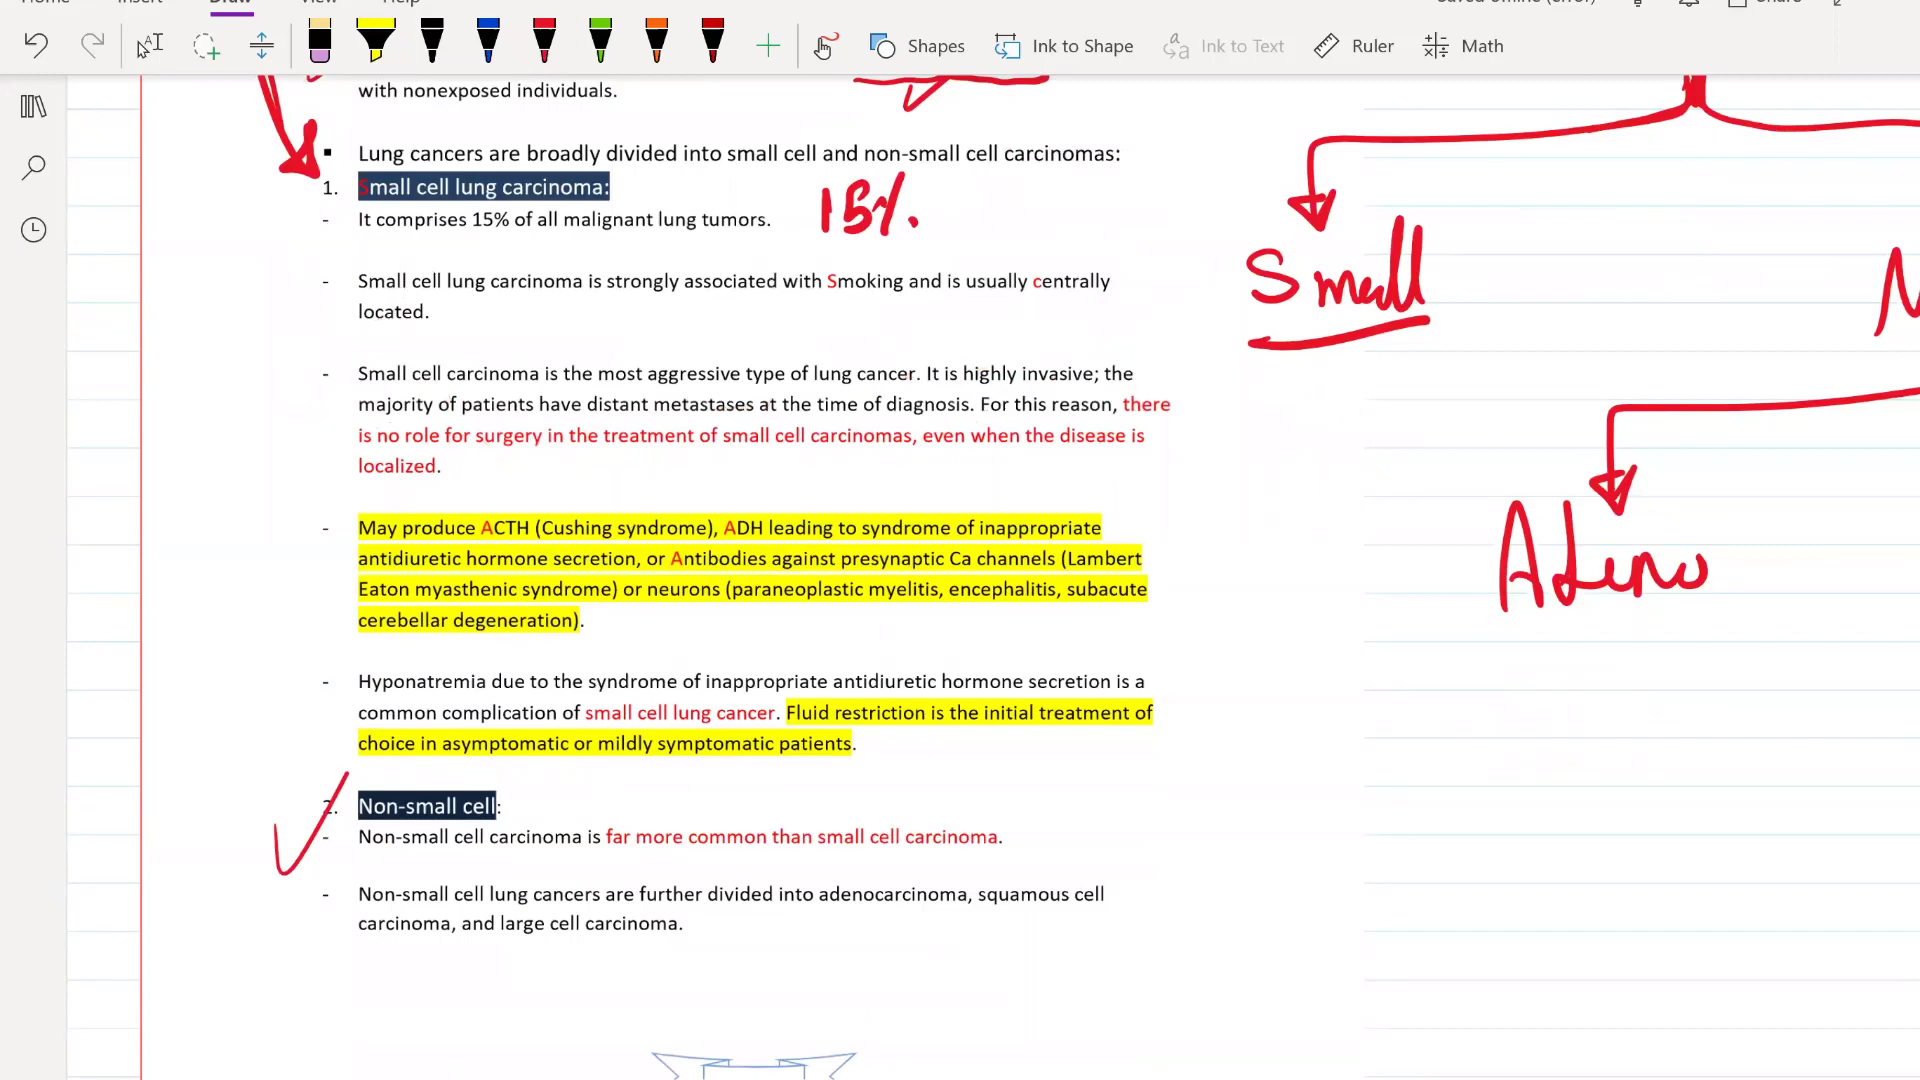 Home Insert Draw View Help Saved online (error) Share
Shapes Ink to Shape Ink to Text Ruler Math
with nonexposed individuals.
▪ Lung cancers are broadly divided into small cell and non-small cell carcinomas:
1. Small cell lung carcinoma:
- It comprises 15% of all malignant lung tumors.
15%
- Small cell lung carcinoma is strongly associated with Smoking and is usually centrally
located.
Small
- Small cell carcinoma is the most aggressive type of lung cancer. It is highly invasive; the
majority of patients have distant metastases at the time of diagnosis. For this reason, there
is no role for surgery in the treatment of small cell carcinomas, even when the disease is
localized.
- May produce ACTH (Cushing syndrome), ADH leading to syndrome of inappropriate
antidiuretic hormone secretion, or Antibodies against presynaptic Ca channels (Lambert
Eaton myasthenic syndrome) or neurons (paraneoplastic myelitis, encephalitis, subacute
cerebellar degeneration).
Adeno
- Hyponatremia due to the syndrome of inappropriate antidiuretic hormone secretion is a
common complication of small cell lung cancer. Fluid restriction is the initial treatment of
choice in asymptomatic or mildly symptomatic patients.
2. Non-small cell:
- Non-small cell carcinoma is far more common than small cell carcinoma.
- Non-small cell lung cancers are further divided into adenocarcinoma, squamous cell
carcinoma, and large cell carcinoma.